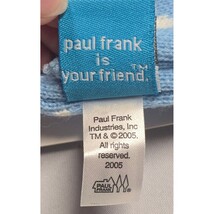 paul frank
is
your friend.™
Paul Frank
Industries, Inc
TM & © 2005.
All rights
reserved.
2005
PAUL FRANK